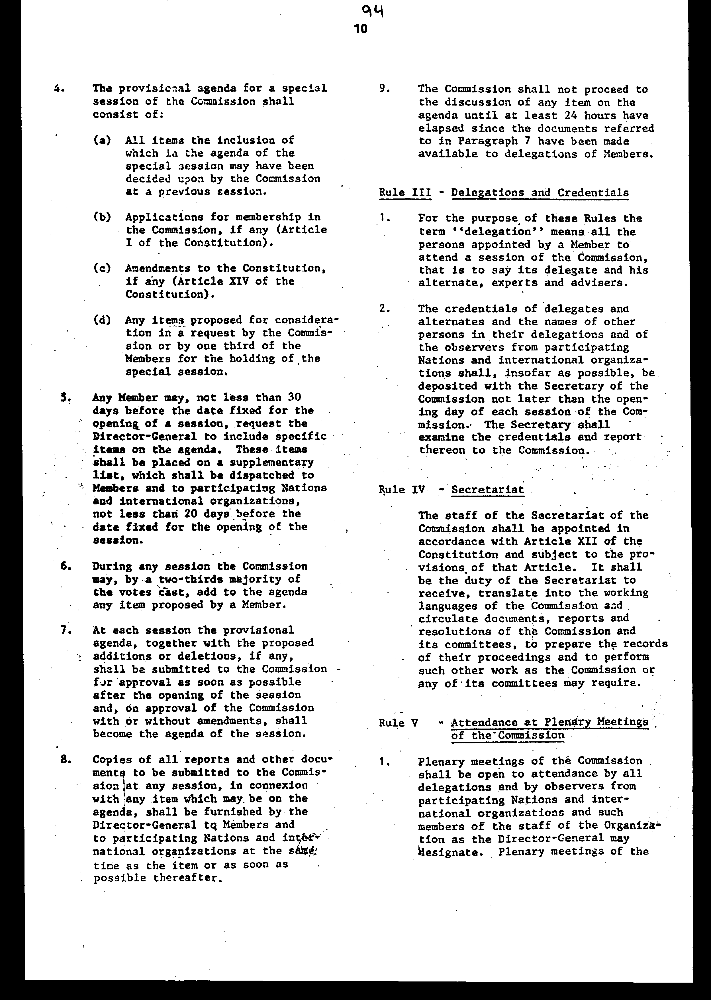 94
10
4. The provisional agenda for a special
session of the Commission shall
consist of:
(a) All items the inclusion of
which in the agenda of the
special session may have been
decided upon by the Commission
at a previous session.
(b) Applications for membership in
the Commission, if any (Article
I of the Constitution).
(c) Amendments to the Constitution,
if any (Article XIV of the
Constitution).
(d) Any items proposed for considera-
tion in a request by the Commis-
sion or by one third of the
Members for the holding of the
special session.
5. Any Member may, not less than 30
days before the date fixed for the
opening of a session, request the
Director-General to include specific
items on the agenda. These items
shall be placed on a supplementary
list, which shall be dispatched to
Members and to participating Nations
and international organizations,
not less than 20 days before the
date fixed for the opening of the
session.
6. During any session the Commission
may, by a two-thirds majority of
the votes cast, add to the agenda
any item proposed by a Member.
7. At each session the provisional
agenda, together with the proposed
additions or deletions, if any,
shall be submitted to the Commission
for approval as soon as possible
after the opening of the session
and, on approval of the Commission
with or without amendments, shall
become the agenda of the session.
8. Copies of all reports and other docu-
ments to be submitted to the Commis-
sion at any session, in connexion
with any item which may be on the
agenda, shall be furnished by the
Director-General to Members and
to participating Nations and inter-
national organizations at the same
time as the item or as soon as
possible thereafter.
9. The Commission shall not proceed to
the discussion of any item on the
agenda until at least 24 hours have
elapsed since the documents referred
to in Paragraph 7 have been made
available to delegations of Members.
Rule III - Delegations and Credentials
1. For the purpose of these Rules the
term ''delegation'' means all the
persons appointed by a Member to
attend a session of the Commission,
that is to say its delegate and his
alternate, experts and advisers.
2. The credentials of delegates and
alternates and the names of other
persons in their delegations and of
the observers from participating
Nations and international organiza-
tions shall, insofar as possible, be
deposited with the Secretary of the
Commission not later than the open-
ing day of each session of the Com-
mission. The Secretary shall
examine the credentials and report
thereon to the Commission.
Rule IV - Secretariat
The staff of the Secretariat of the
Commission shall be appointed in
accordance with Article XII of the
Constitution and subject to the pro-
visions of that Article. It shall
be the duty of the Secretariat to
receive, translate into the working
languages of the Commission and
circulate documents, reports and
resolutions of the Commission and
its committees, to prepare the records
of their proceedings and to perform
such other work as the Commission or
any of its committees may require.
Rule V - Attendance at Plenary Meetings
of the Commission
1. Plenary meetings of the Commission
shall be open to attendance by all
delegations and by observers from
participating Nations and inter-
national organizations and such
members of the staff of the Organiza-
tion as the Director-General may
designate. Plenary meetings of the